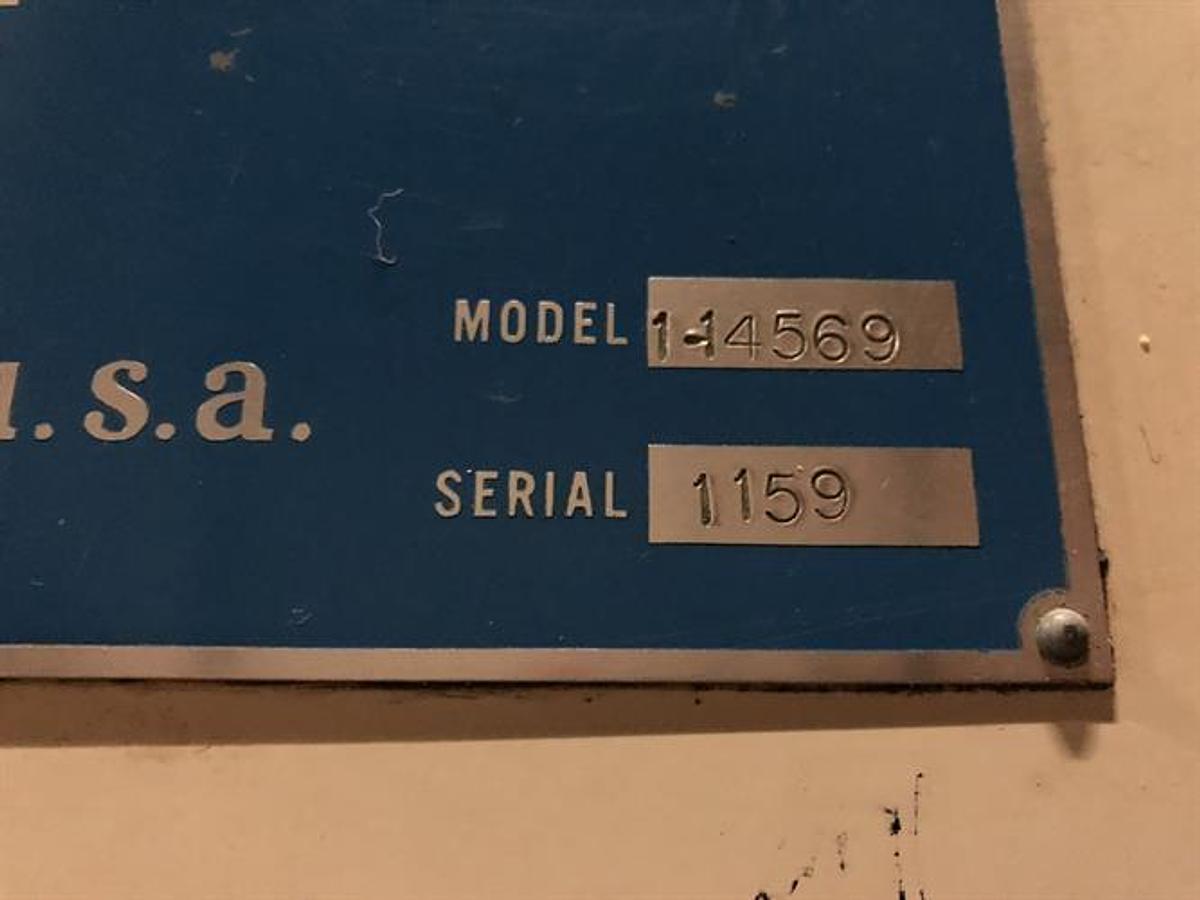 MODEL 1-14569
u.s.a.
SERIAL 1159